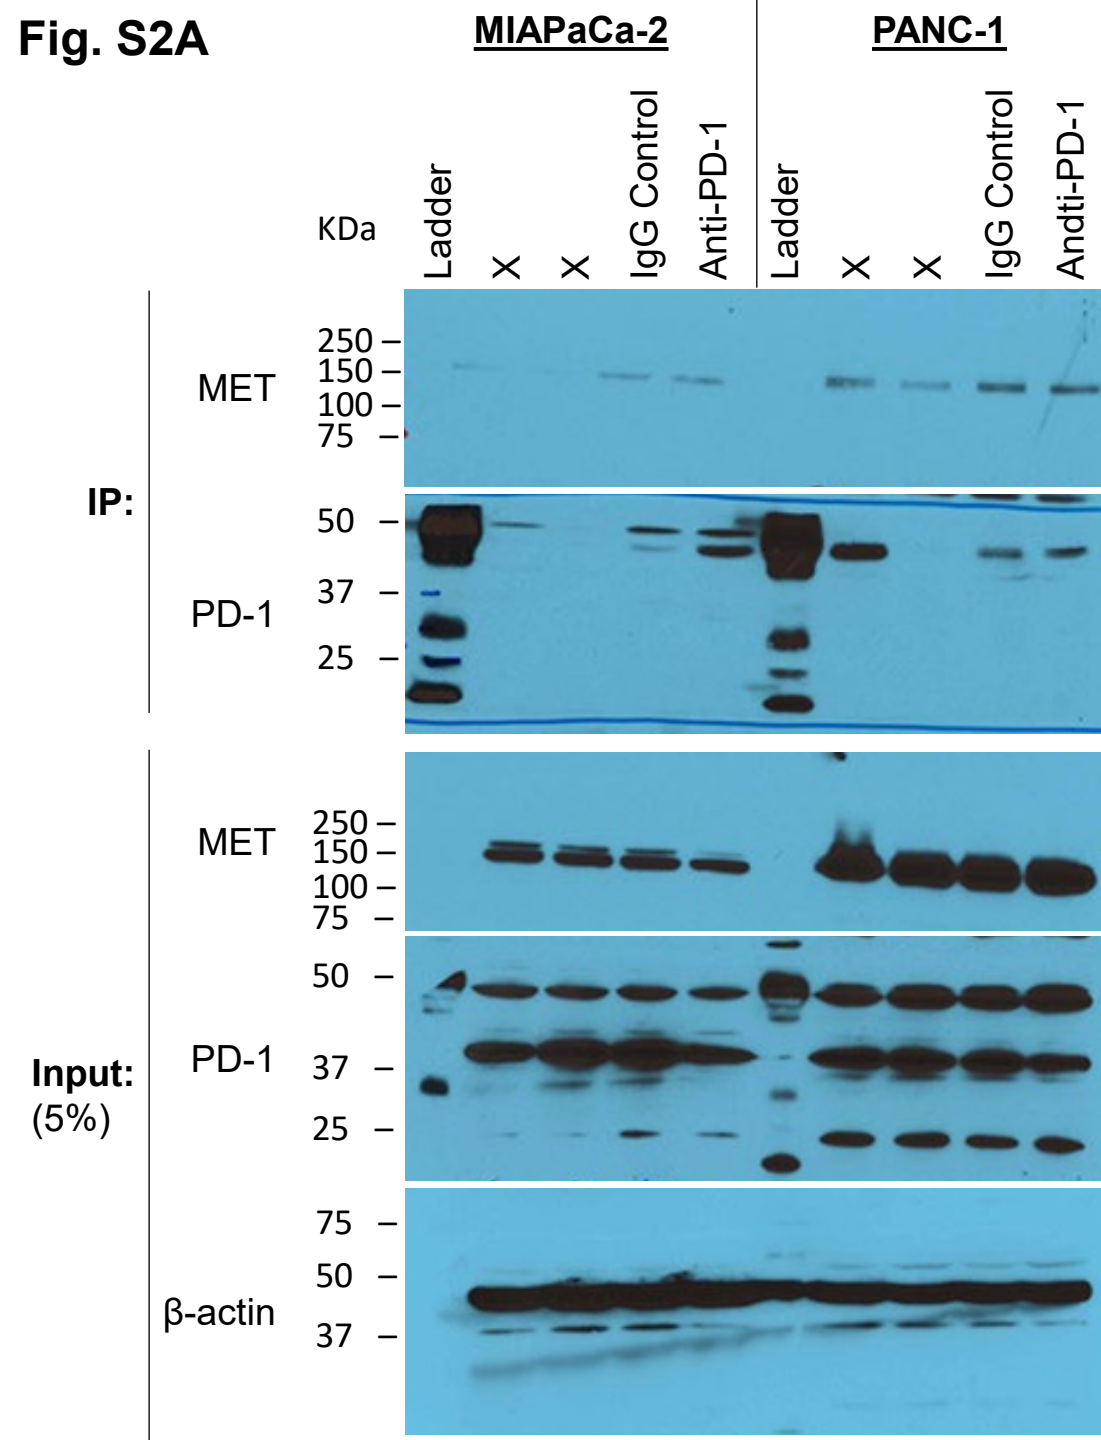 Fig. S2A
MIAPaCa-2
PANC-1
KDa
Ladder
X
X
IgG Control
Anti-PD-1
Ladder
X
X
IgG Control
Andti-PD-1
IP:
MET
250 –
150 –
100 –
75 –
PD-1
50 –
37 –
25 –
Input:
(5%)
MET
250 –
150 –
100 –
75 –
PD-1
50 –
37 –
25 –
β-actin
75 –
50 –
37 –